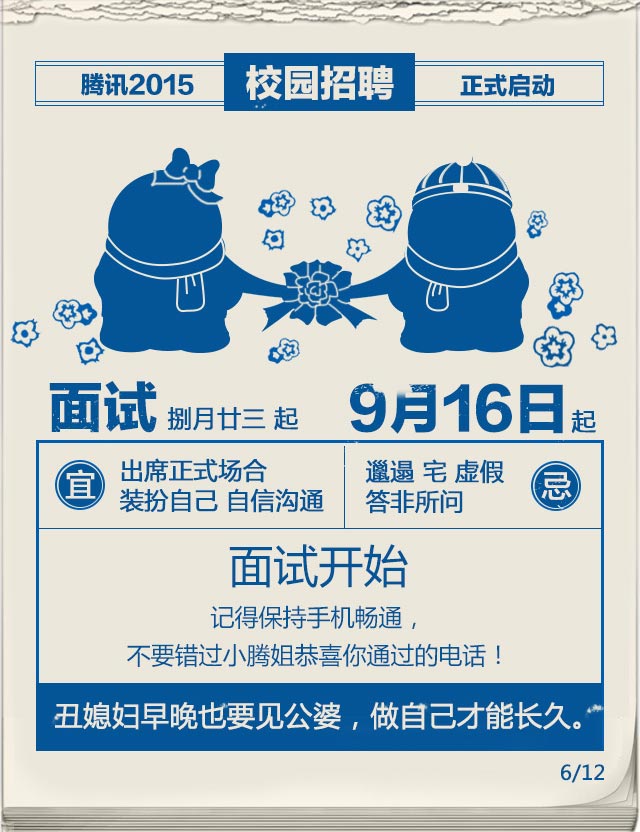 腾讯2015 校园招聘 正式启动
面试 捌月廿三 起 9月16日起
宜
出席正式场合
装扮自己 自信沟通
邋遢 宅 虚假
答非所问
忌
面试开始
记得保持手机畅通，
不要错过小腾姐恭喜你通过的电话！
丑媳妇早晚也要见公婆，做自己才能长久。
6/12